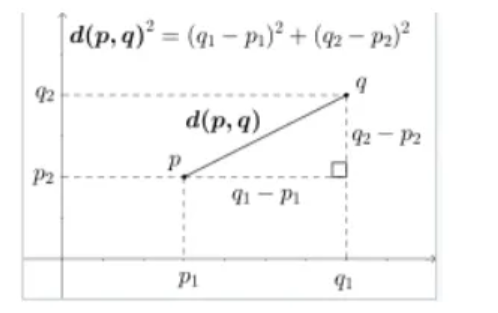 d(p, q)² = (q₁ − p₁)² + (q₂ − p₂)²
q₂
q
d(p, q)
q₂ − p₂
p
p₂
q₁ − p₁
p₁
q₁